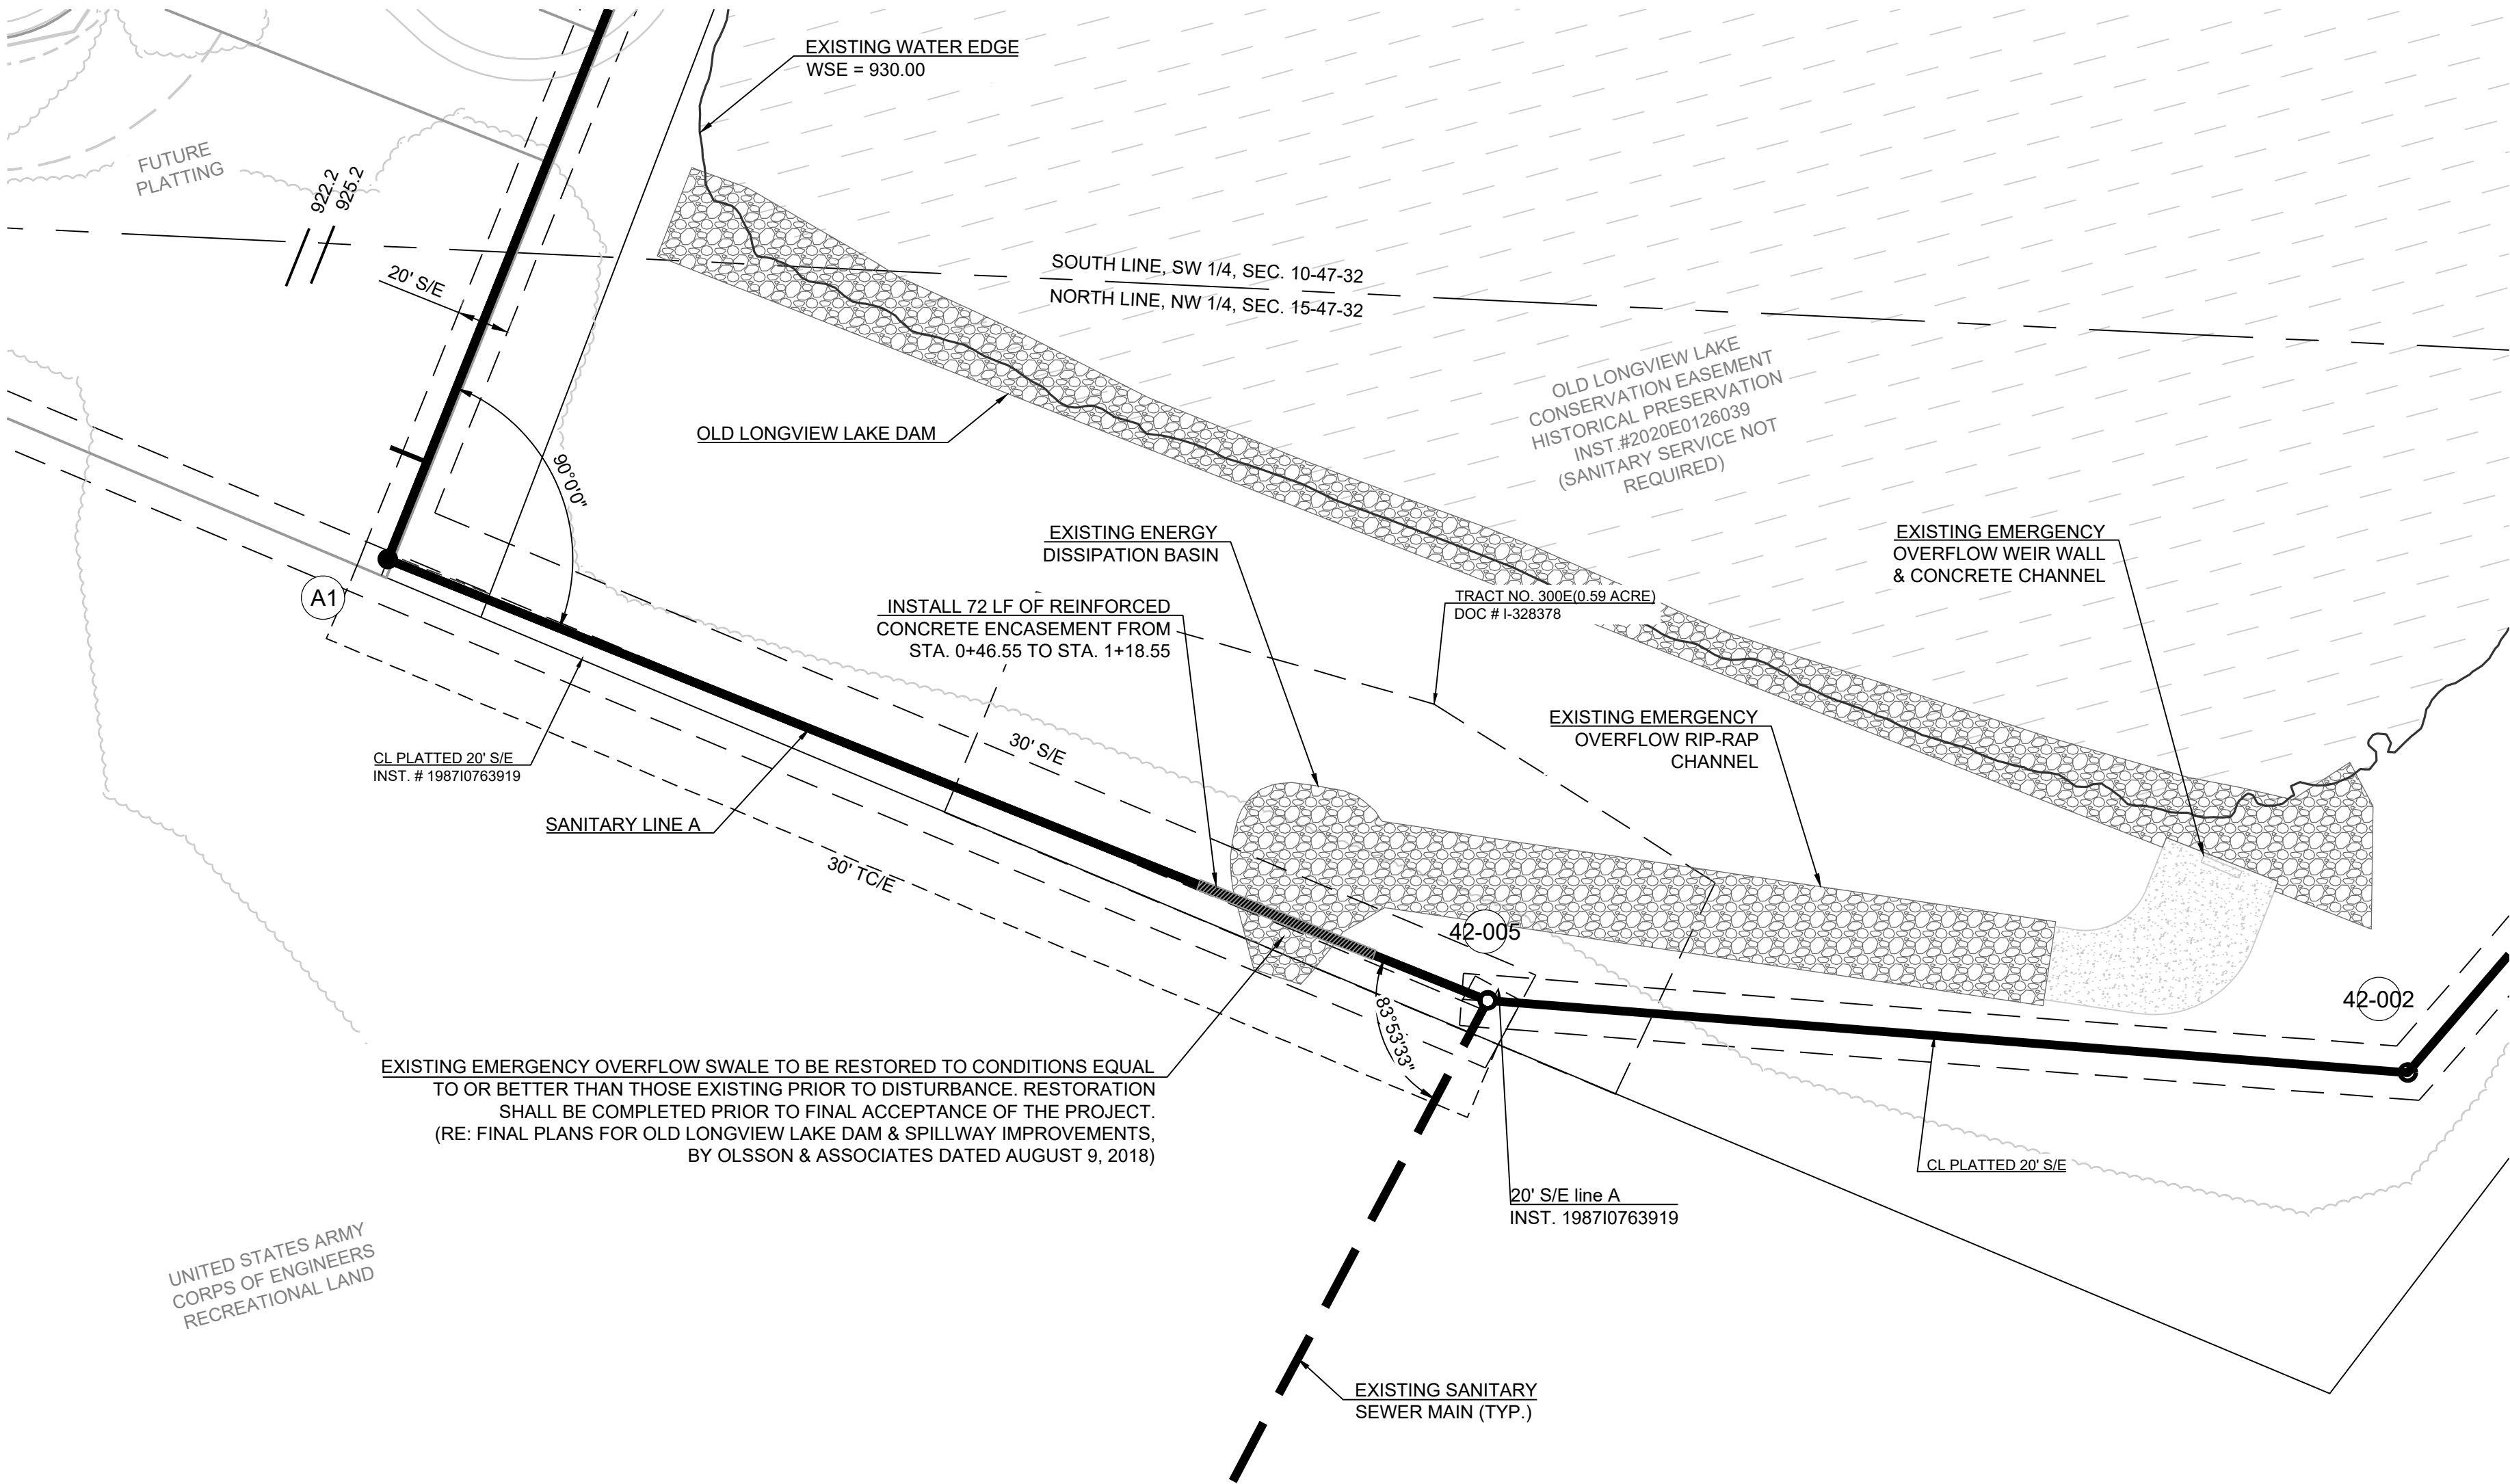 EXISTING WATER EDGE
WSE = 930.00
FUTURE
PLATTING
922.2
925.2
20' S/E
SOUTH LINE, SW 1/4, SEC. 10-47-32
NORTH LINE, NW 1/4, SEC. 15-47-32
OLD LONGVIEW LAKE
CONSERVATION EASEMENT
HISTORICAL PRESERVATION
INST.#2020E0126039
(SANITARY SERVICE NOT
REQUIRED)
OLD LONGVIEW LAKE DAM
90°0'0"
EXISTING ENERGY
DISSIPATION BASIN
EXISTING EMERGENCY
OVERFLOW WEIR WALL
& CONCRETE CHANNEL
A1
INSTALL 72 LF OF REINFORCED
CONCRETE ENCASEMENT FROM
STA. 0+46.55 TO STA. 1+18.55
TRACT NO. 300E(0.59 ACRE)
DOC # I-328378
EXISTING EMERGENCY
OVERFLOW RIP-RAP
CHANNEL
30' S/E
CL PLATTED 20' S/E
INST. # 1987I0763919
SANITARY LINE A
30' TC/E
42-005
42-002
83°53'33"
EXISTING EMERGENCY OVERFLOW SWALE TO BE RESTORED TO CONDITIONS EQUAL
TO OR BETTER THAN THOSE EXISTING PRIOR TO DISTURBANCE. RESTORATION
SHALL BE COMPLETED PRIOR TO FINAL ACCEPTANCE OF THE PROJECT.
(RE: FINAL PLANS FOR OLD LONGVIEW LAKE DAM & SPILLWAY IMPROVEMENTS,
BY OLSSON & ASSOCIATES DATED AUGUST 9, 2018)
CL PLATTED 20' S/E
20' S/E line A
INST. 1987I0763919
UNITED STATES ARMY
CORPS OF ENGINEERS
RECREATIONAL LAND
EXISTING SANITARY
SEWER MAIN (TYP.)